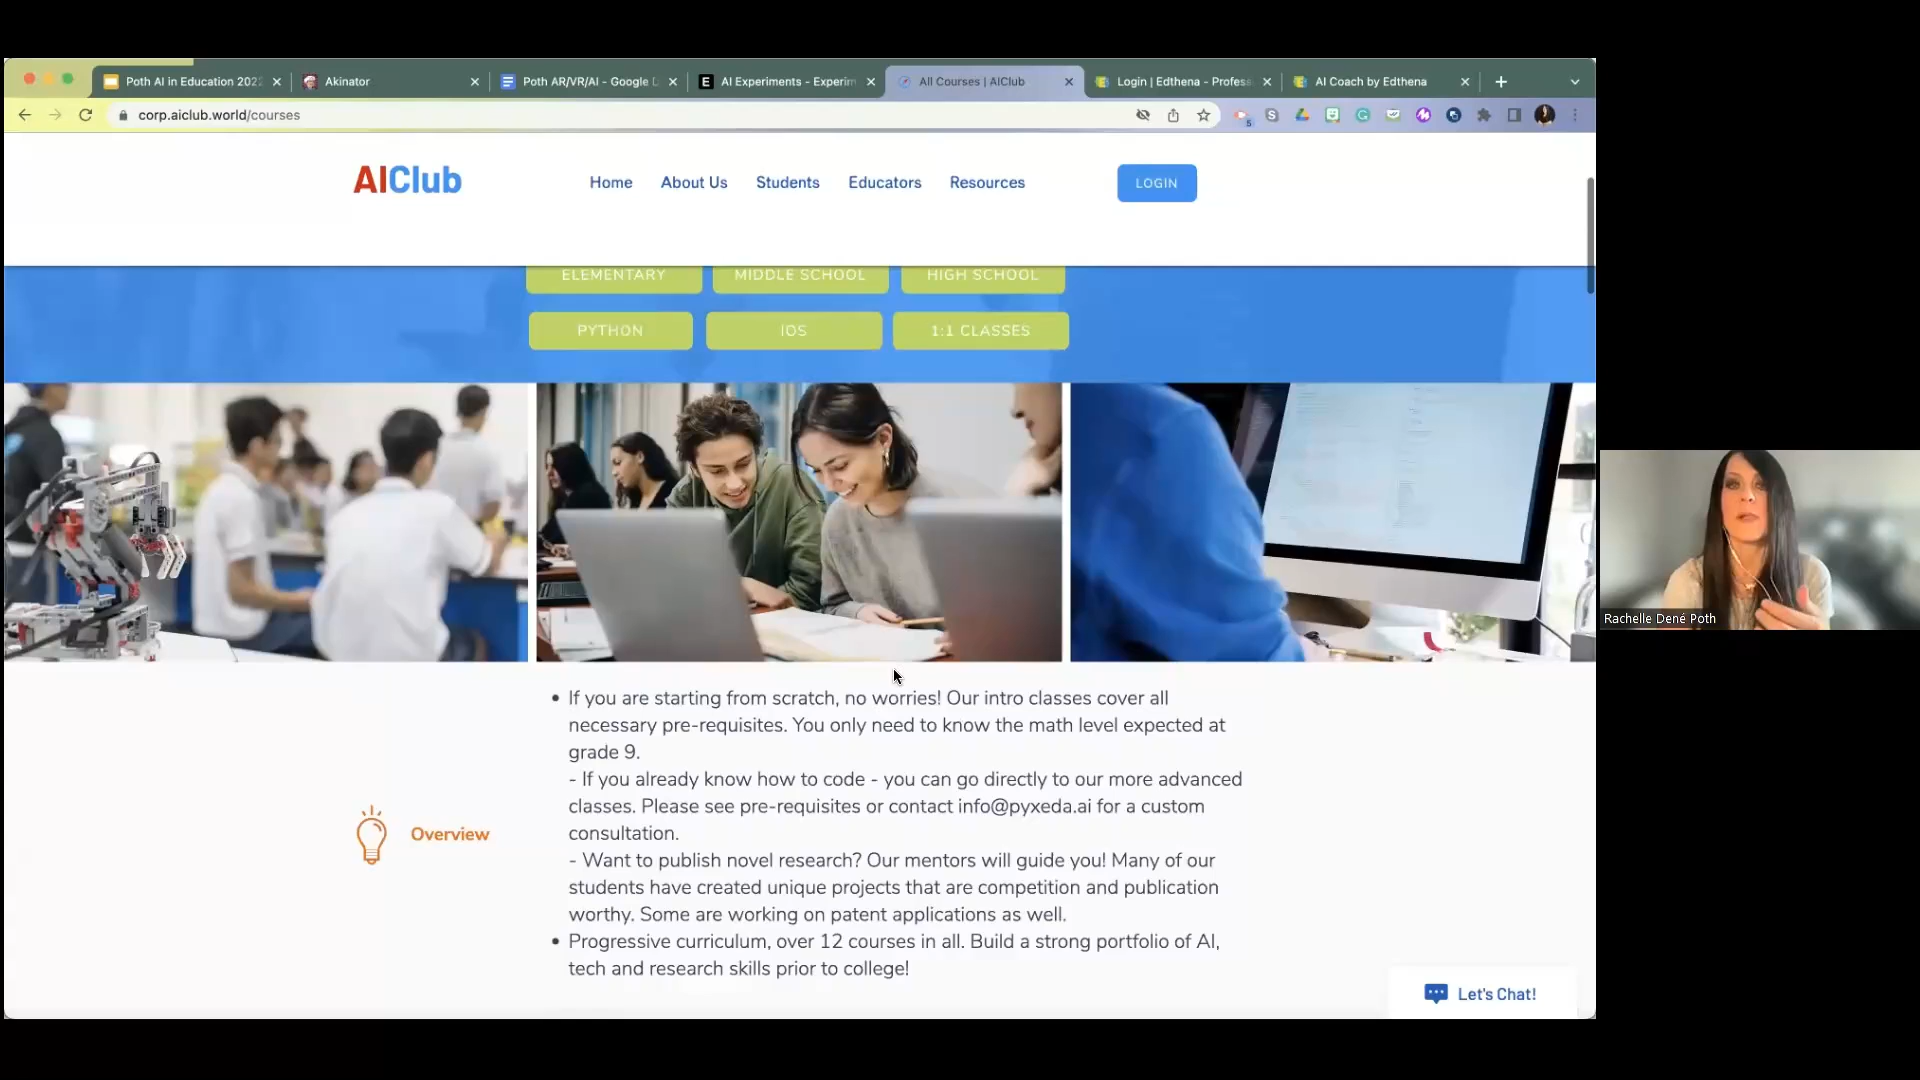 Poth AI in Education 2022
Akinator
Poth AR/VR/AI - Google D
AI Experiments - Experim
All Courses | AIClub
Login | Edthena - Profess
AI Coach by Edthena
corp.aiclub.world/courses
5
AIClub
Home
About Us
Students
Educators
Resources
LOGIN
ELEMENTARY
MIDDLE SCHOOL
HIGH SCHOOL
PYTHON
IOS
1:1 CLASSES
Rachelle Dené Poth
• If you are starting from scratch, no worries! Our intro classes cover all
necessary pre-requisites. You only need to know the math level expected at
grade 9.
- If you already know how to code - you can go directly to our more advanced
classes. Please see pre-requisites or contact info@pyxeda.ai for a custom
consultation.
Overview
- Want to publish novel research? Our mentors will guide you! Many of our
students have created unique projects that are competition and publication
worthy. Some are working on patent applications as well.
• Progressive curriculum, over 12 courses in all. Build a strong portfolio of AI,
tech and research skills prior to college!
Let's Chat!